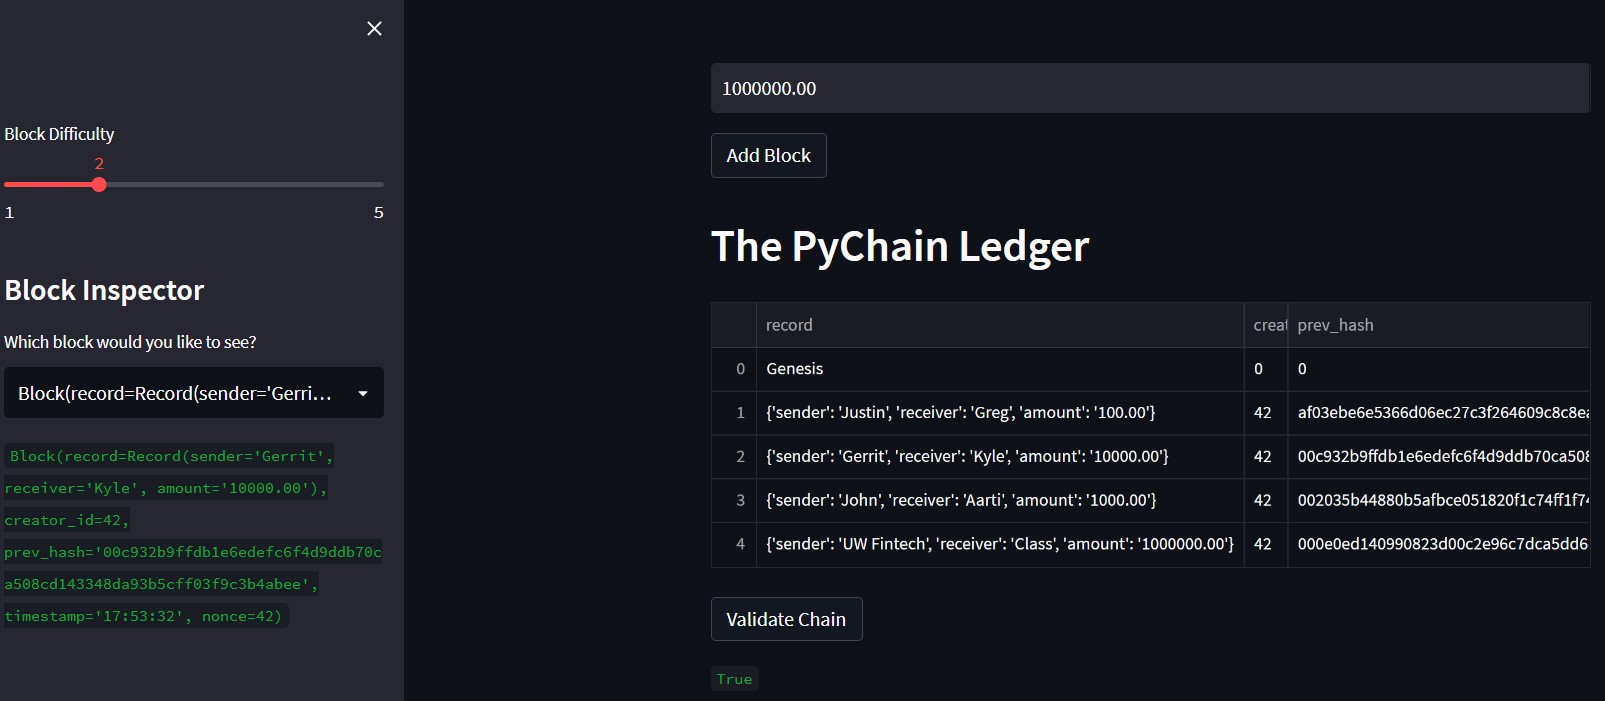 Block Difficulty
2
1 5
Block Inspector
Which block would you like to see?
Block(record=Record(sender='Gerri...
Block(record=Record(sender='Gerrit',
receiver='Kyle', amount='10000.00'),
creator_id=42,
prev_hash='00c932b9ffdb1e6edefc6f4d9ddb70c
a508cd143348da93b5cff03f9c3b4abee',
timestamp='17:53:32', nonce=42)
1000000.00
Add Block
The PyChain Ledger
record creat prev_hash
0 Genesis 0 0
1 {'sender': 'Justin', 'receiver': 'Greg', 'amount': '100.00'} 42 af03ebe6e5366d06ec27c3f264609c8c8ea
2 {'sender': 'Gerrit', 'receiver': 'Kyle', 'amount': '10000.00'} 42 00c932b9ffdb1e6edefc6f4d9ddb70ca508
3 {'sender': 'John', 'receiver': 'Aarti', 'amount': '1000.00'} 42 002035b44880b5afbce051820f1c74ff1f74
4 {'sender': 'UW Fintech', 'receiver': 'Class', 'amount': '1000000.00'} 42 000e0ed140990823d00c2e96c7dca5dd6
Validate Chain
True